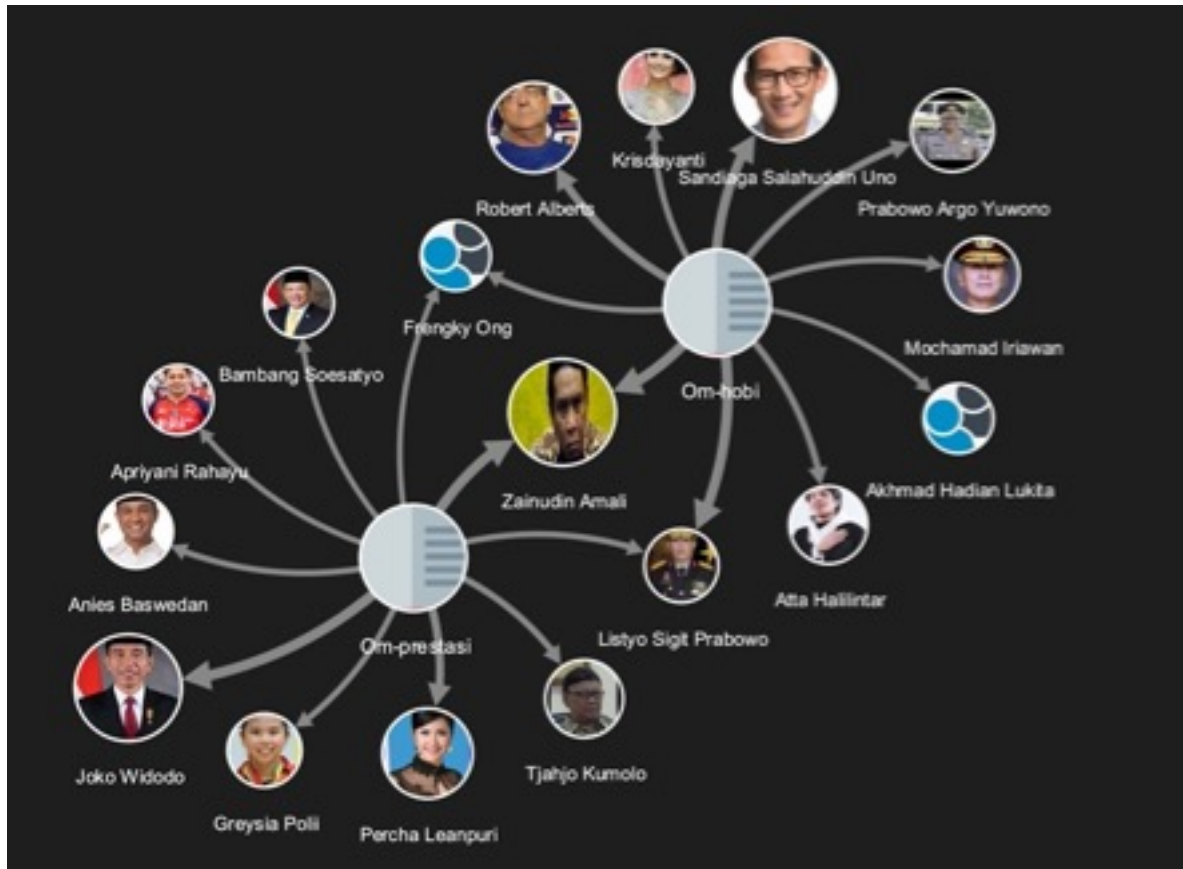 Krisdayanti
Sandiaga Salahuddin Uno
Robert Alberts
Prabowo Argo Yuwono
Frengky Ong
Mochamad Iriawan
Bambang Soesatyo
Om-hobi
Apriyani Rahayu
Zainudin Amali
Akhmad Hadian Lukita
Anies Baswedan
Atta Halilintar
Listyo Sigit Prabowo
Om-prestasi
Joko Widodo
Tjahjo Kumolo
Greysia Polii
Percha Leanpuri